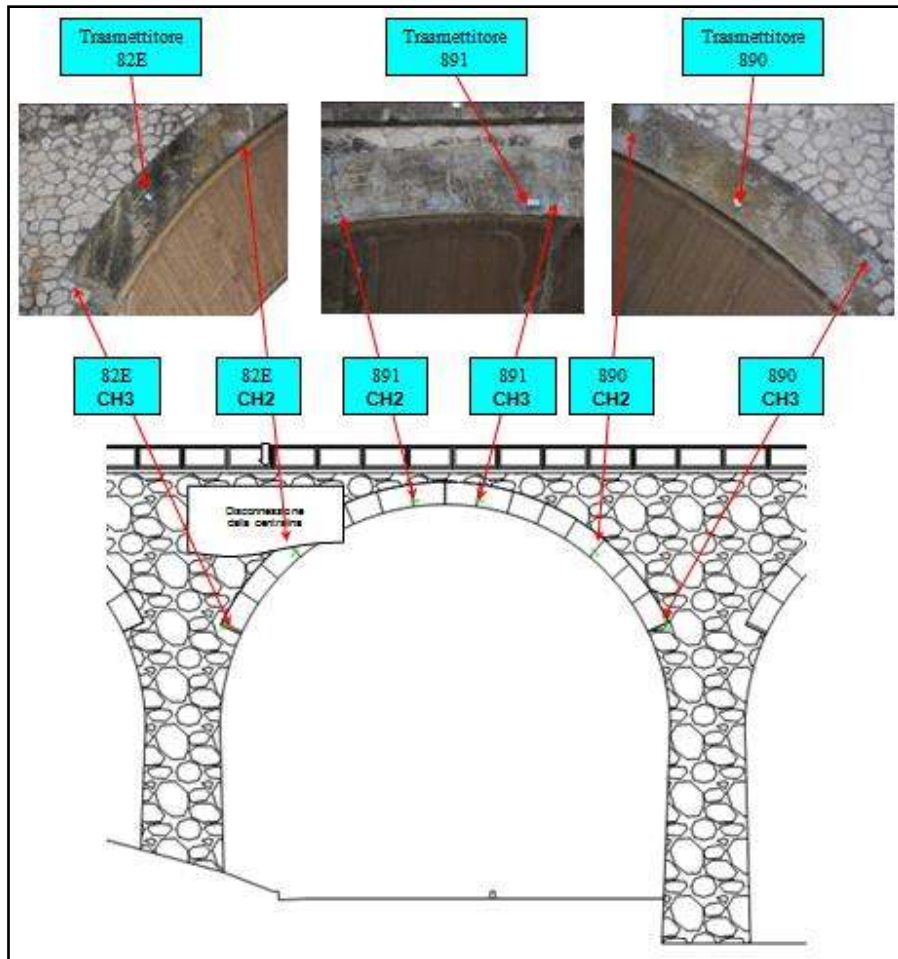 Trasmettitore
82E
Trasmettitore
891
Trasmettitore
890
82E
CH3
82E
CH2
891
CH2
891
CH3
890
CH2
890
CH3
Disconnessione
della centralina